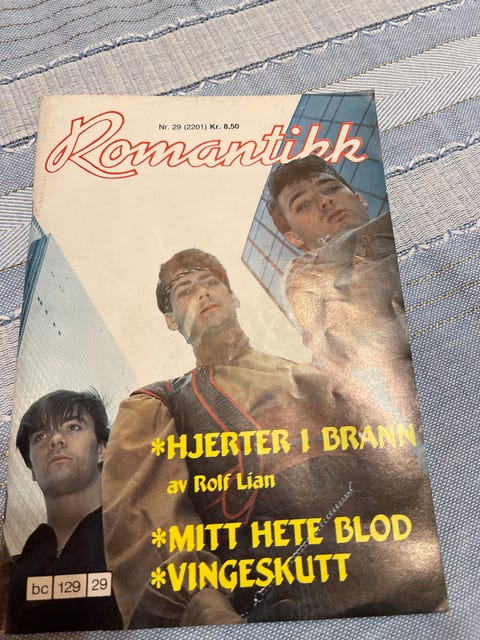 Nr. 29 (2201) Kr. 8,50
Romantikk
*HJERTER I BRANN
av Rolf Lian
*MITT HETE BLOD
*VINGESKUTT
bc 129 29